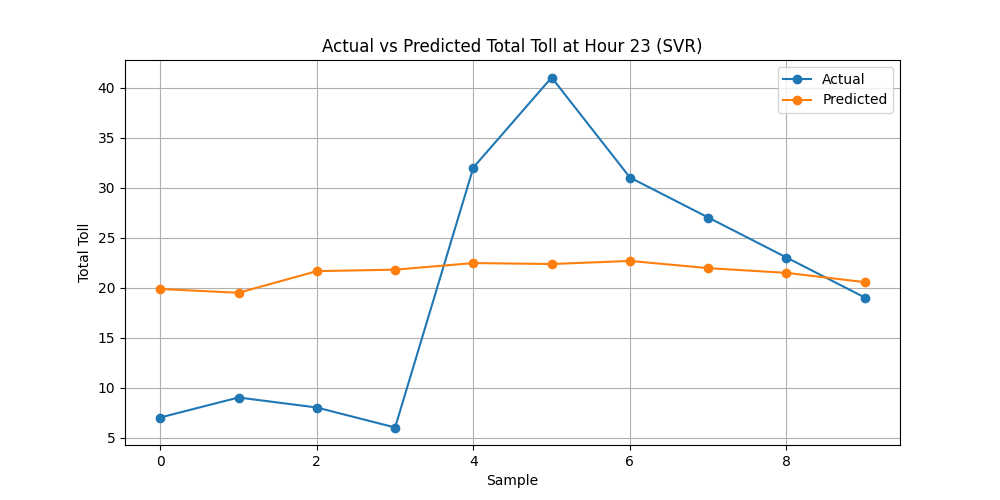 Actual vs Predicted Total Toll at Hour 23 (SVR)
Actual
Predicted
Total Toll
40
35
30
25
20
15
10
5
0
2
4
6
8
Sample